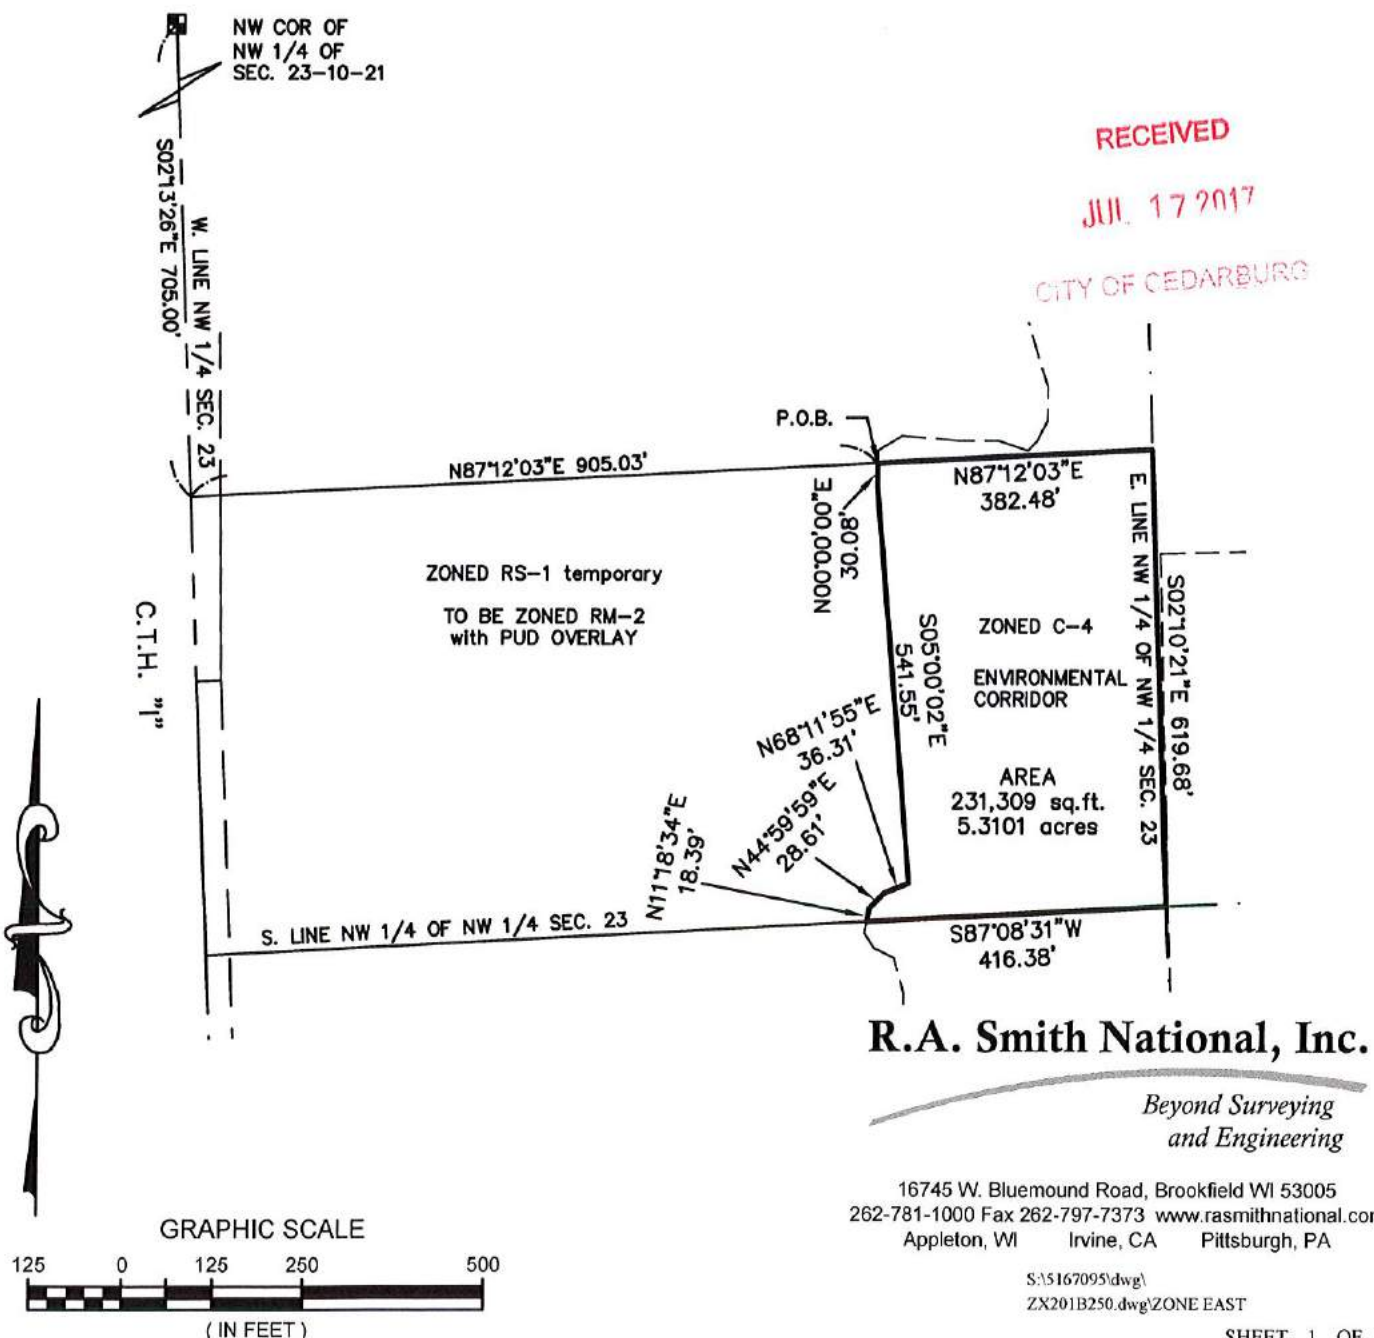 NW COR OF
NW 1/4 OF
SEC. 23-10-21
RECEIVED
JUL 17 2017
CITY OF CEDARBURG
S02°13'26"E 705.00'
W. LINE NW 1/4 SEC. 23
P.O.B.
N87°12'03"E 905.03'
N87°12'03"E
382.48'
N00°00'00"E
30.08'
E. LINE NW 1/4 OF NW 1/4 SEC. 23
S02°10'21"E 619.68'
ZONED RS-1 temporary
TO BE ZONED RM-2
with PUD OVERLAY
C.T.H. "I"
S05°00'02"E
541.55'
ZONED C-4
ENVIRONMENTAL
CORRIDOR
N68°11'55"E
36.31'
AREA
231,309 sq.ft.
5.3101 acres
N44°59'59"E
28.61'
N11°18'34"E
18.39'
S. LINE NW 1/4 OF NW 1/4 SEC. 23
S87°08'31"W
416.38'
R.A. Smith National, Inc.
Beyond Surveying
and Engineering
16745 W. Bluemound Road, Brookfield WI 53005
262-781-1000 Fax 262-797-7373 www.rasmithnational.com
Appleton, WI Irvine, CA Pittsburgh, PA
GRAPHIC SCALE
125 0 125 250 500
( IN FEET )
S:\5167095\dwg\
ZX201B250.dwg\ZONE EAST
SHEET 1 OF